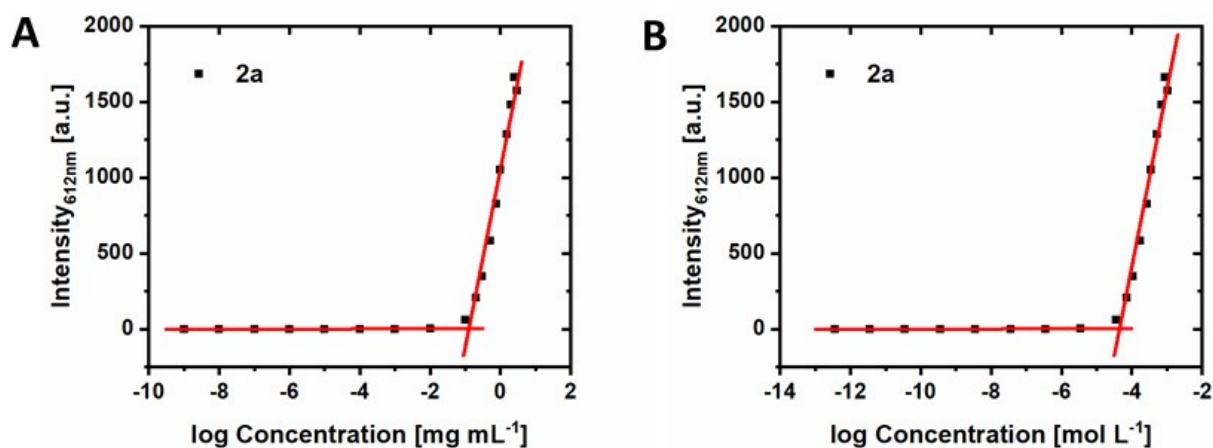 A
2000
1500
1000
500
0
Intensity₆₁₂nm [a.u.]
2a
-10 -8 -6 -4 -2 0 2
log Concentration [mg mL⁻¹]
B
2000
1500
1000
500
0
Intensity₆₁₂nm [a.u.]
2a
-14 -12 -10 -8 -6 -4 -2
log Concentration [mol L⁻¹]